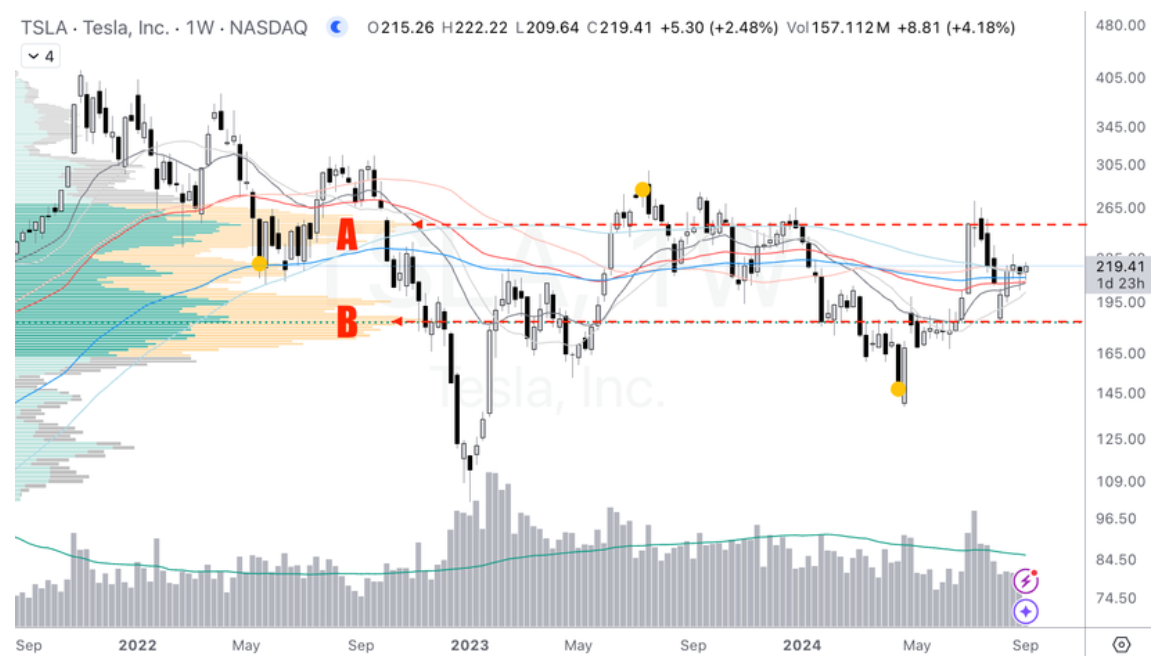 TSLA · Tesla, Inc. · 1W · NASDAQ O215.26 H222.22 L209.64 C219.41 +5.30 (+2.48%) Vol157.112M +8.81 (+4.18%)
4
480.00
405.00
345.00
305.00
265.00
A
TSLA, 1W
219.41
1d 23h
195.00
B
165.00
Tesla, Inc.
145.00
125.00
109.00
96.50
84.50
74.50
Sep 2022 May Sep 2023 May Sep 2024 May Sep